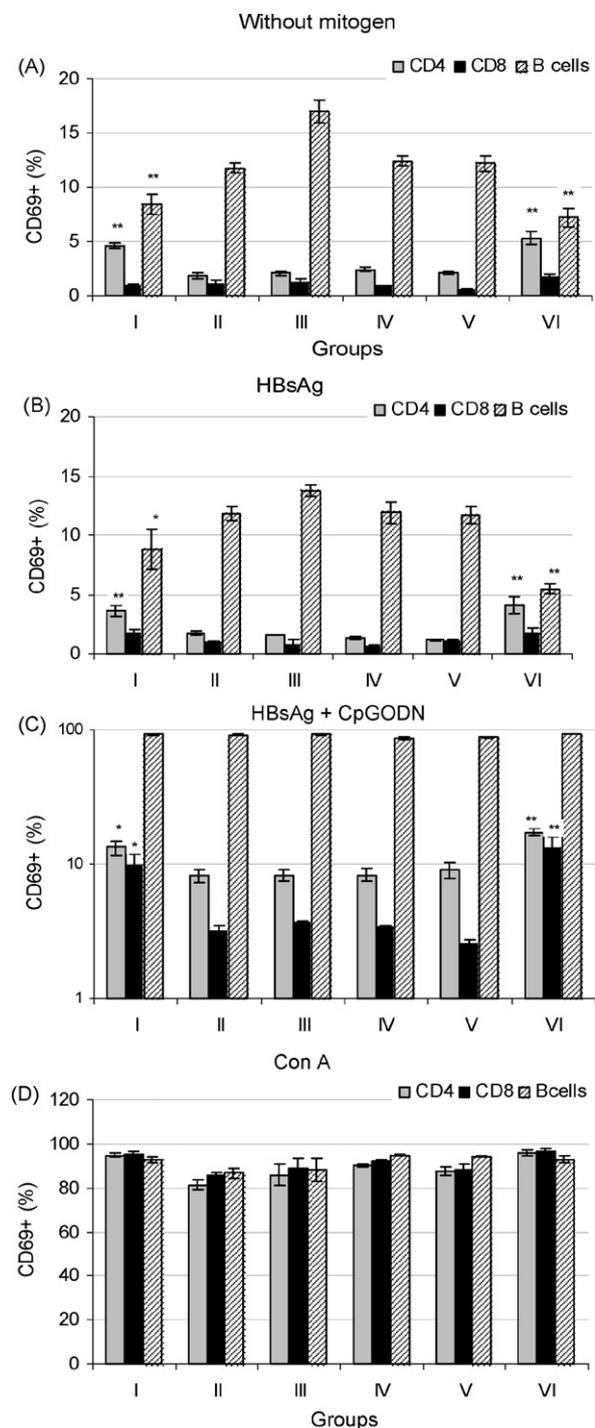 Without mitogen
(A)
CD4 CD8 B cells
20
15
10
5
0
CD69+ (%)
** ** ** **
I II III IV V VI
Groups
HBsAg
(B)
CD4 CD8 B cells
20
15
10
5
0
CD69+ (%)
** * ** **
I II III IV V VI
HBsAg + CpGODN
(C)
100
10
1
CD69+ (%)
* * ** **
I II III IV V VI
Con A
(D)
CD4 CD8 Bcells
120
100
80
60
40
20
0
CD69+ (%)
I II III IV V VI
Groups